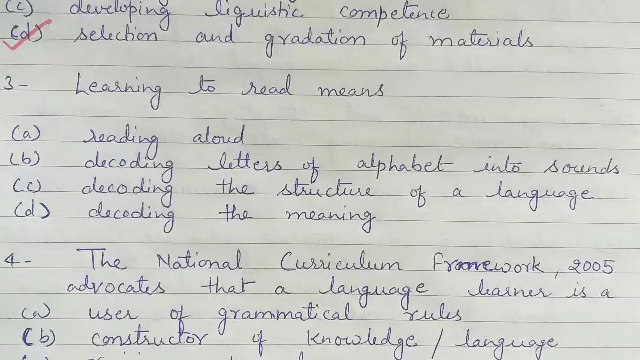 (c) developing liguistic competence
(d) selection and gradation of materials
3- Learning to read means
(a) reading aloud
(b) decoding letters of alphabet into sounds
(c) decoding the structure of a language
(d) decoding the meaning
4- The National Curriculum Framework, 2005
advocates that a language learner is a
(a) user of grammatical rules
(b) constructor of knowledge / language